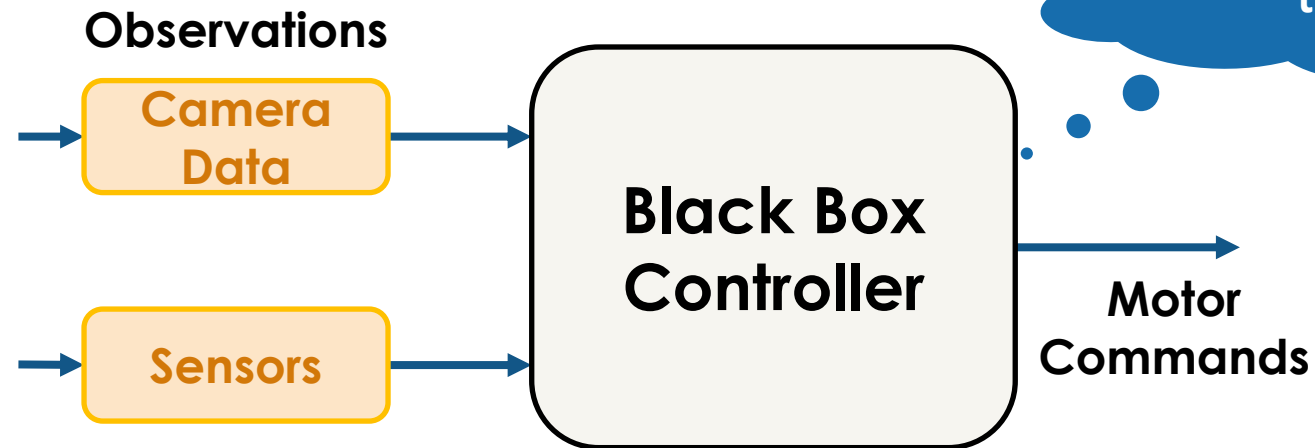 Observations
Camera
Data
Sensors
Black Box
Controller
Motor
Commands